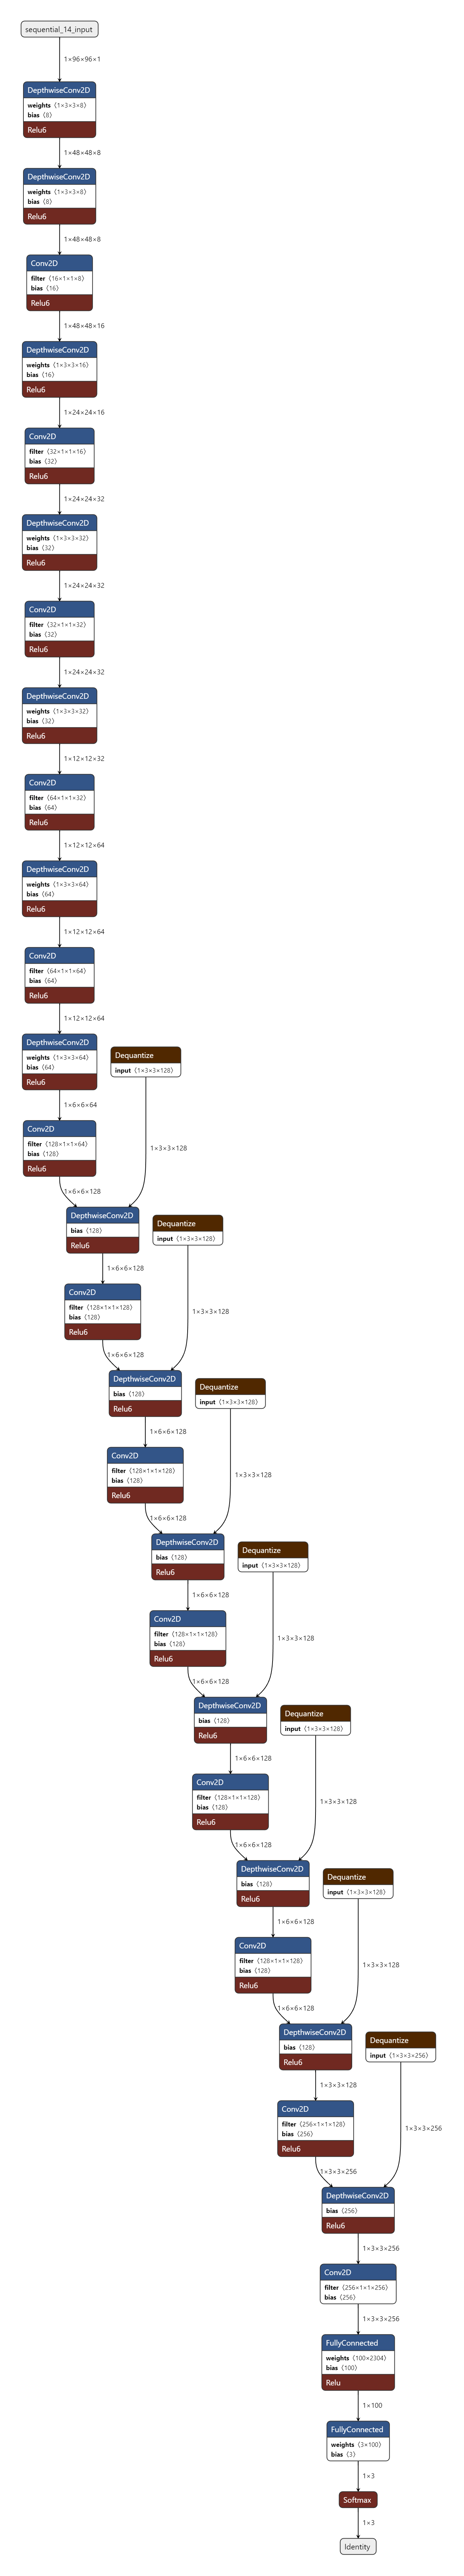 sequential_14_input
1×96×96×1
DepthwiseConv2D
weights ⟨1×3×3×8⟩
bias ⟨8⟩
Relu6
1×48×48×8
DepthwiseConv2D
weights ⟨1×3×3×8⟩
bias ⟨8⟩
Relu6
1×48×48×8
Conv2D
filter ⟨16×1×1×8⟩
bias ⟨16⟩
Relu6
1×48×48×16
DepthwiseConv2D
weights ⟨1×3×3×16⟩
bias ⟨16⟩
Relu6
1×24×24×16
Conv2D
filter ⟨32×1×1×16⟩
bias ⟨32⟩
Relu6
1×24×24×32
DepthwiseConv2D
weights ⟨1×3×3×32⟩
bias ⟨32⟩
Relu6
1×24×24×32
Conv2D
filter ⟨32×1×1×32⟩
bias ⟨32⟩
Relu6
1×24×24×32
DepthwiseConv2D
weights ⟨1×3×3×32⟩
bias ⟨32⟩
Relu6
1×12×12×32
Conv2D
filter ⟨64×1×1×32⟩
bias ⟨64⟩
Relu6
1×12×12×64
DepthwiseConv2D
weights ⟨1×3×3×64⟩
bias ⟨64⟩
Relu6
1×12×12×64
Conv2D
filter ⟨64×1×1×64⟩
bias ⟨64⟩
Relu6
1×12×12×64
DepthwiseConv2D
weights ⟨1×3×3×64⟩
bias ⟨64⟩
Relu6
Dequantize
input ⟨1×3×3×128⟩
1×6×6×64
Conv2D
filter ⟨128×1×1×64⟩
bias ⟨128⟩
Relu6
1×3×3×128
1×6×6×128
DepthwiseConv2D
bias ⟨128⟩
Relu6
Dequantize
input ⟨1×3×3×128⟩
1×6×6×128
Conv2D
filter ⟨128×1×1×128⟩
bias ⟨128⟩
Relu6
1×3×3×128
1×6×6×128
DepthwiseConv2D
bias ⟨128⟩
Relu6
Dequantize
input ⟨1×3×3×128⟩
1×6×6×128
Conv2D
filter ⟨128×1×1×128⟩
bias ⟨128⟩
Relu6
1×3×3×128
1×6×6×128
DepthwiseConv2D
bias ⟨128⟩
Relu6
Dequantize
input ⟨1×3×3×128⟩
1×6×6×128
Conv2D
filter ⟨128×1×1×128⟩
bias ⟨128⟩
Relu6
1×3×3×128
1×6×6×128
DepthwiseConv2D
bias ⟨128⟩
Relu6
Dequantize
input ⟨1×3×3×128⟩
1×6×6×128
Conv2D
filter ⟨128×1×1×128⟩
bias ⟨128⟩
Relu6
1×3×3×128
1×6×6×128
DepthwiseConv2D
bias ⟨128⟩
Relu6
Dequantize
input ⟨1×3×3×128⟩
1×6×6×128
Conv2D
filter ⟨128×1×1×128⟩
bias ⟨128⟩
Relu6
1×3×3×128
1×6×6×128
DepthwiseConv2D
bias ⟨128⟩
Relu6
Dequantize
input ⟨1×3×3×256⟩
1×3×3×128
Conv2D
filter ⟨256×1×1×128⟩
bias ⟨256⟩
Relu6
1×3×3×256
1×3×3×256
DepthwiseConv2D
bias ⟨256⟩
Relu6
1×3×3×256
Conv2D
filter ⟨256×1×1×256⟩
bias ⟨256⟩
1×3×3×256
FullyConnected
weights ⟨100×2304⟩
bias ⟨100⟩
Relu
1×100
FullyConnected
weights ⟨3×100⟩
bias ⟨3⟩
1×3
Softmax
1×3
Identity